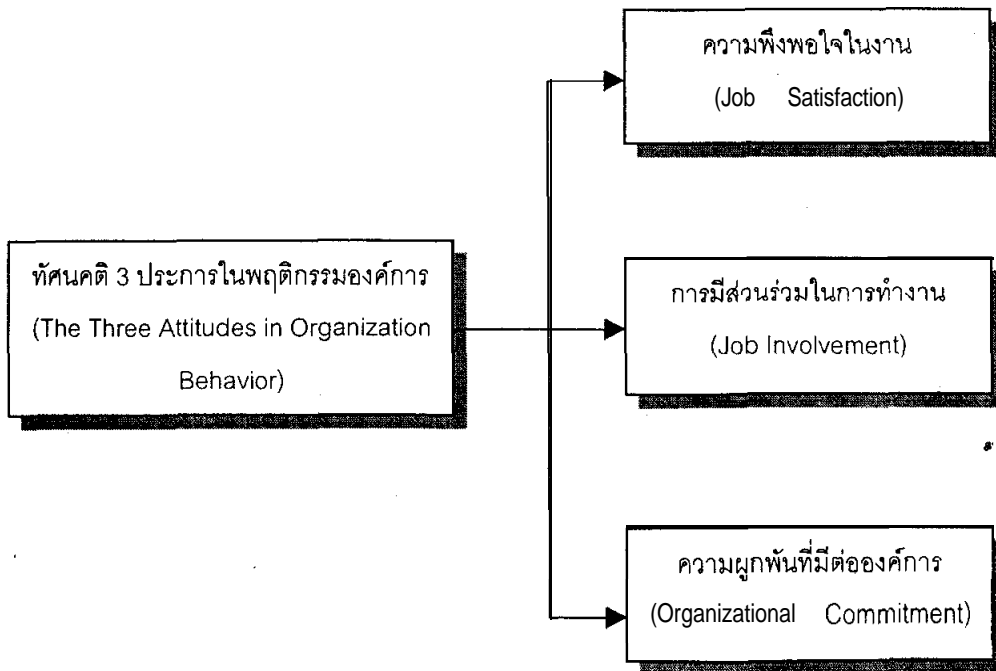 ความพึงพอใจในงาน
(Job Satisfaction)
ทัศนคติ 3 ประการในพฤติกรรมองค์การ
(The Three Attitudes in Organization
Behavior)
การมีส่วนร่วมในการทำงาน
(Job Involvement)
ความผูกพันที่มีต่อองค์การ
(Organizational Commitment)